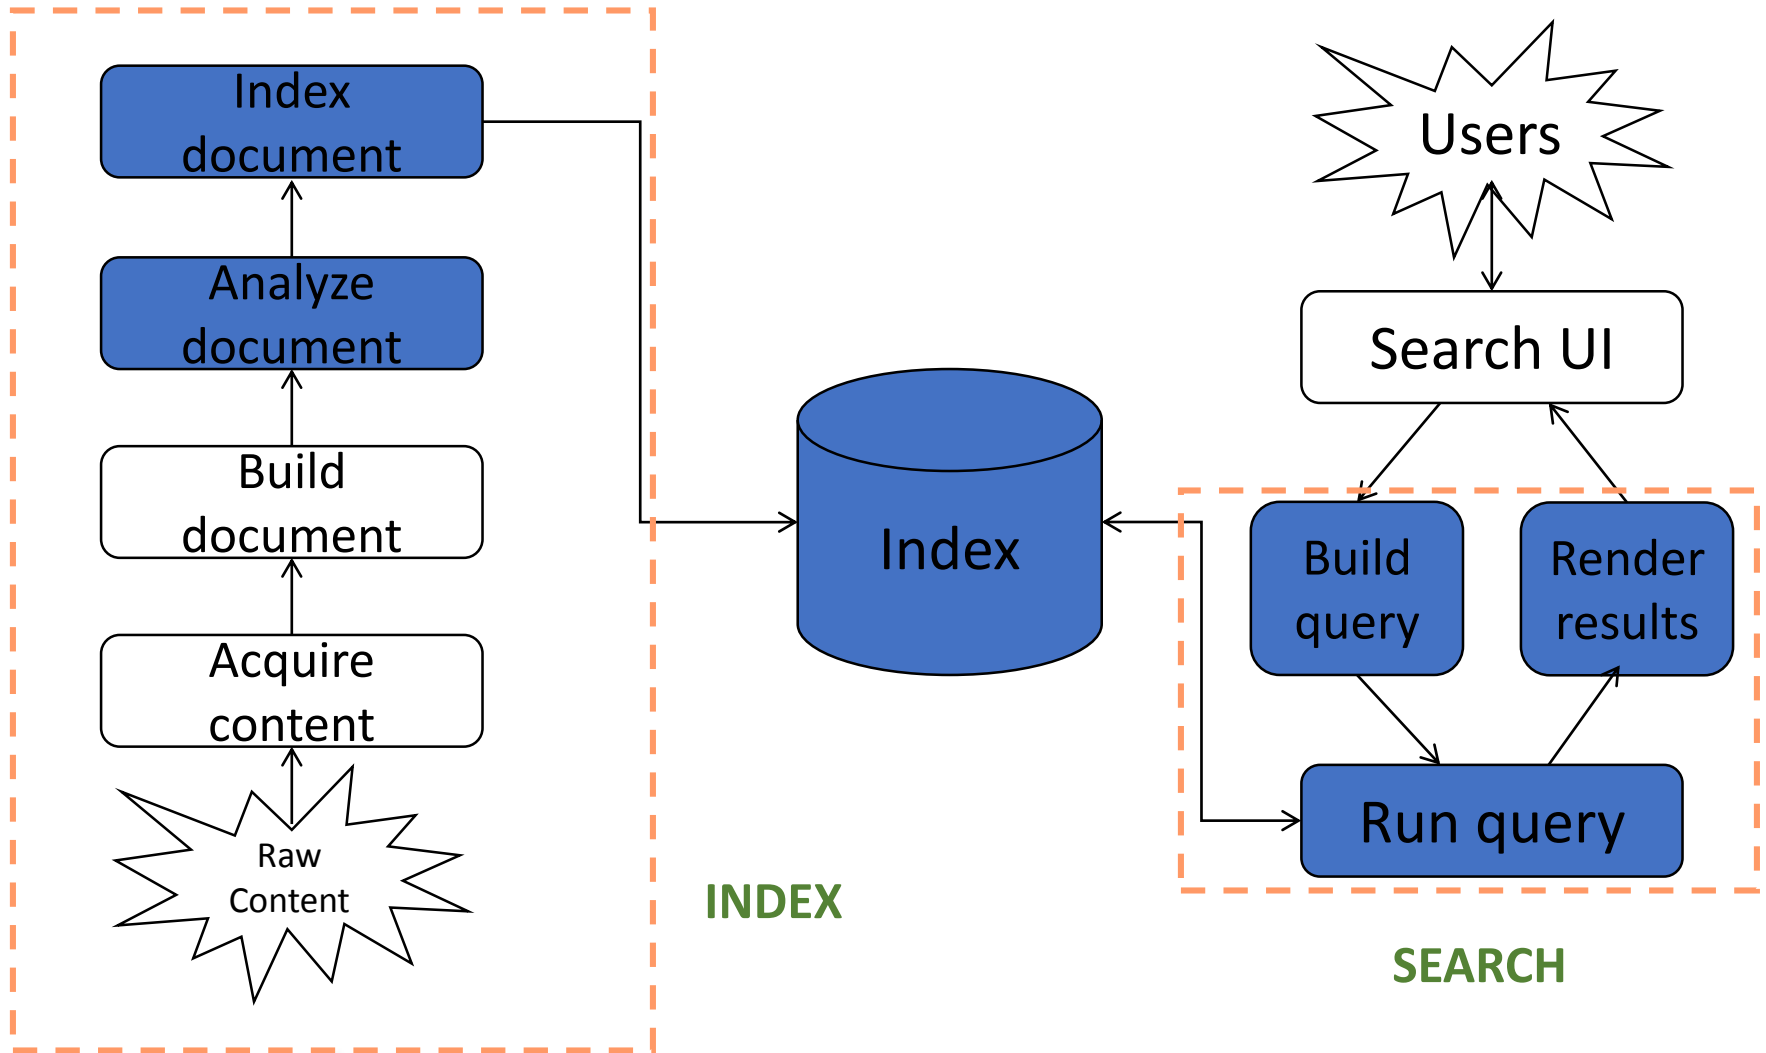 Index
document
Analyze
document
Build
document
Acquire
content
Raw
Content
INDEX
Index
Users
Search UI
Build
query
Render
results
Run query
SEARCH